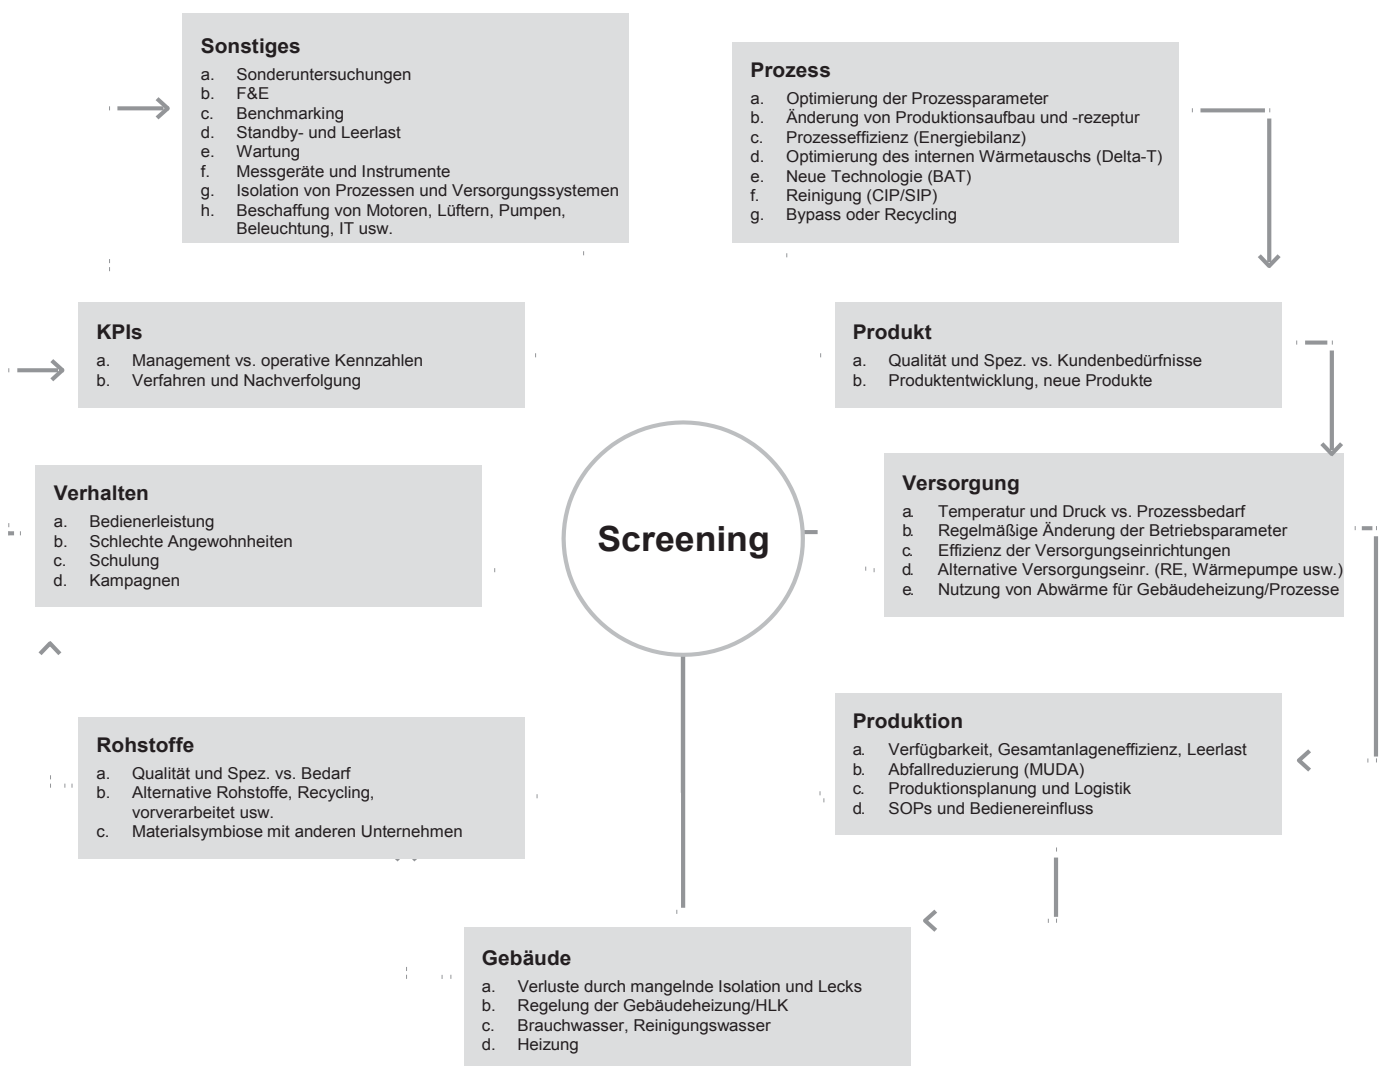 Sonstiges
a. Sonderuntersuchungen
b. F&E
c. Benchmarking
d. Standby- und Leerlast
e. Wartung
f. Messgeräte und Instrumente
g. Isolation von Prozessen und Versorgungssystemen
h. Beschaffung von Motoren, Lüftern, Pumpen,
Beleuchtung, IT usw.
Prozess
a. Optimierung der Prozessparameter
b. Änderung von Produktionsaufbau und -rezeptur
c. Prozesseffizienz (Energiebilanz)
d. Optimierung des internen Wärmetauschs (Delta-T)
e. Neue Technologie (BAT)
f. Reinigung (CIP/SIP)
g. Bypass oder Recycling
KPIs
a. Management vs. operative Kennzahlen
b. Verfahren und Nachverfolgung
Produkt
a. Qualität und Spez. vs. Kundenbedürfnisse
b. Produktentwicklung, neue Produkte
Verhalten
a. Bedienerleistung
b. Schlechte Angewohnheiten
c. Schulung
d. Kampagnen
Screening
Versorgung
a. Temperatur und Druck vs. Prozessbedarf
b. Regelmäßige Änderung der Betriebsparameter
c. Effizienz der Versorgungseinrichtungen
d. Alternative Versorgungseinr. (RE, Wärmepumpe usw.)
e. Nutzung von Abwärme für Gebäudeheizung/Prozesse
Rohstoffe
a. Qualität und Spez. vs. Bedarf
b. Alternative Rohstoffe, Recycling,
vorverarbeitet usw.
c. Materialsymbiose mit anderen Unternehmen
Produktion
a. Verfügbarkeit, Gesamtanlageneffizienz, Leerlast
b. Abfallreduzierung (MUDA)
c. Produktionsplanung und Logistik
d. SOPs und Bedienereinfluss
Gebäude
a. Verluste durch mangelnde Isolation und Lecks
b. Regelung der Gebäudeheizung/HLK
c. Brauchwasser, Reinigungswasser
d. Heizung